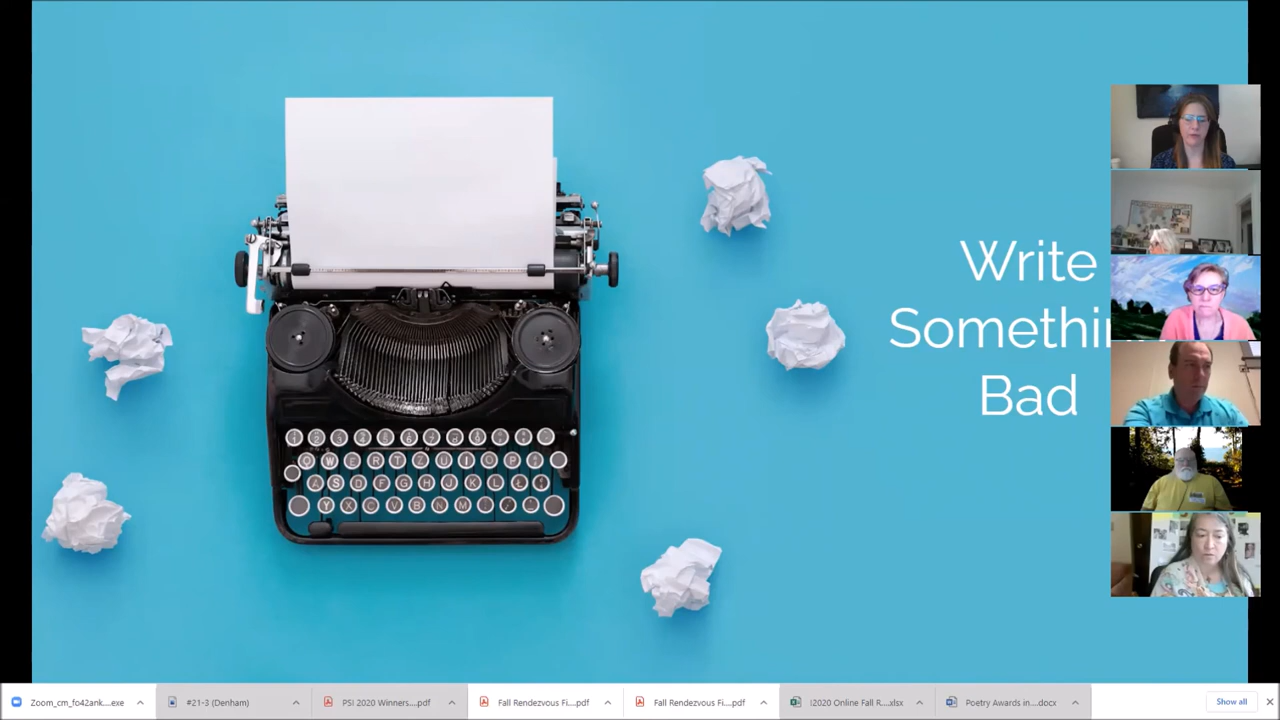 Write
Somethin
Bad
Zoom_cm_fo42ank....exe
#21-3 (Denham)
PSI 2020 Winners....pdf
Fall Rendezvous Fi....pdf
Fall Rendezvous Fi....pdf
!2020 Online Fall R....xlsx
Poetry Awards in....docx
Show all